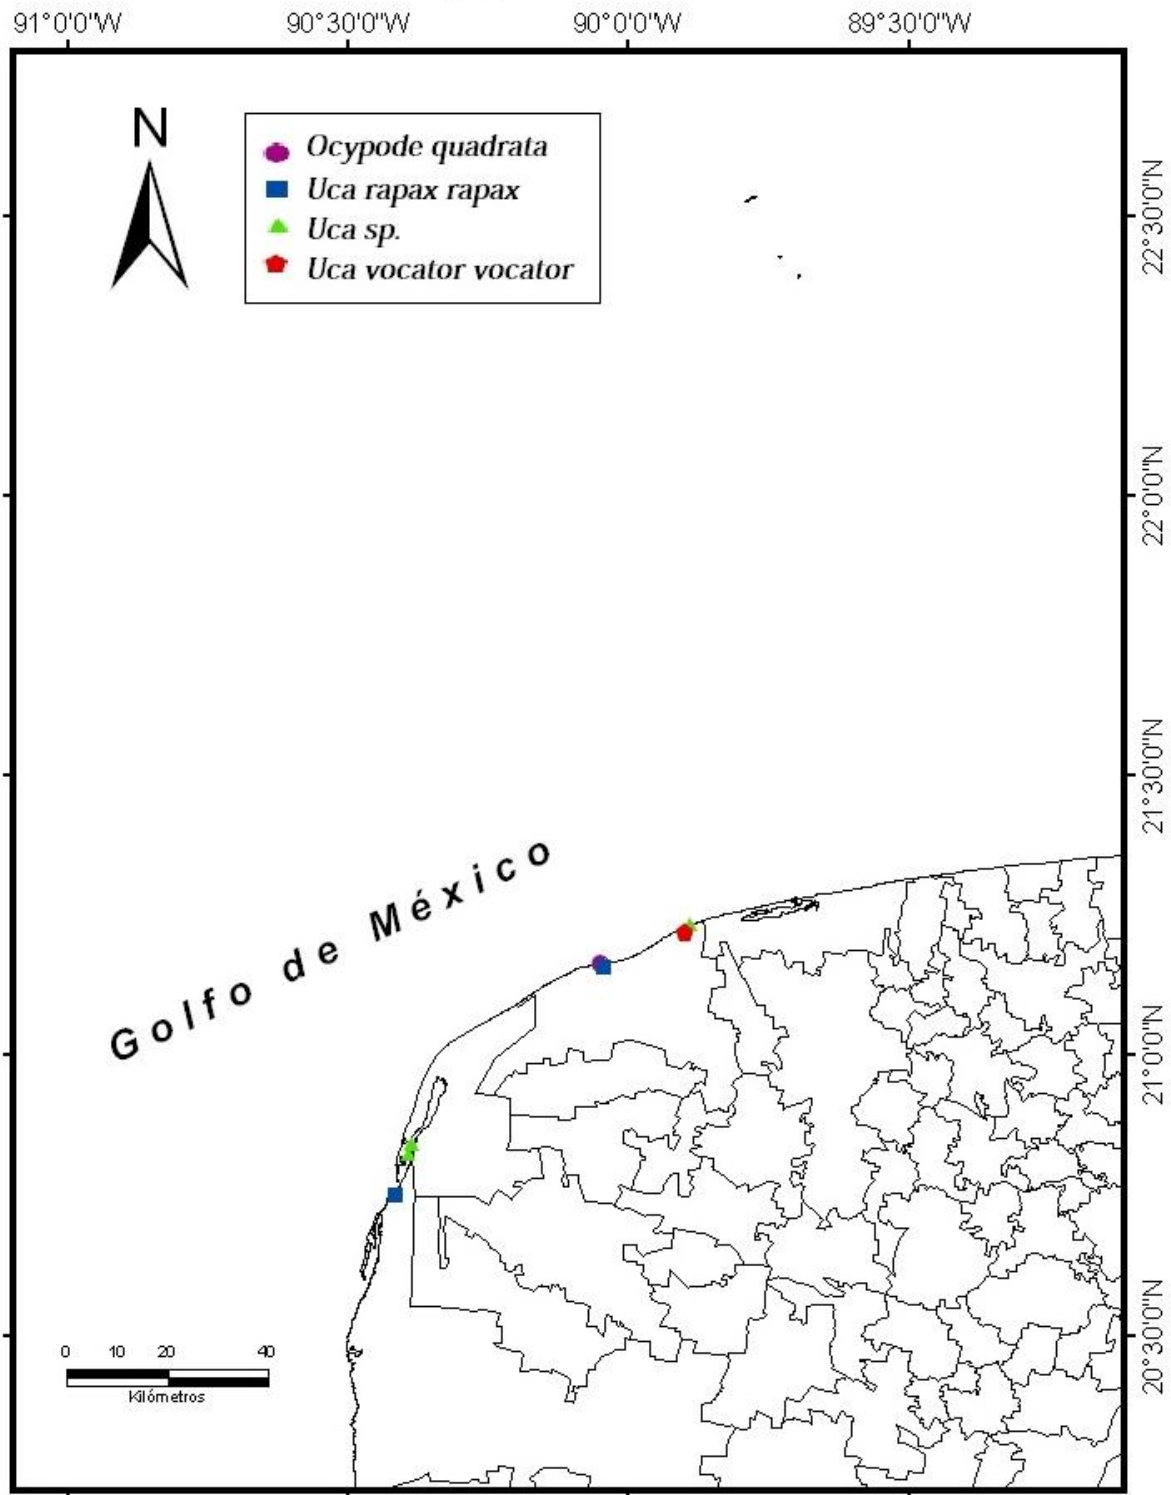 91°0'0"W 90°30'0"W 90°0'0"W 89°30'0"W
N
Ocypode quadrata
Uca rapax rapax
Uca sp.
Uca vocator vocator
22°30'0"N
22°0'0"N
21°30'0"N
21°0'0"N
20°30'0"N
Golfo de México
0 10 20 40
Kilómetros